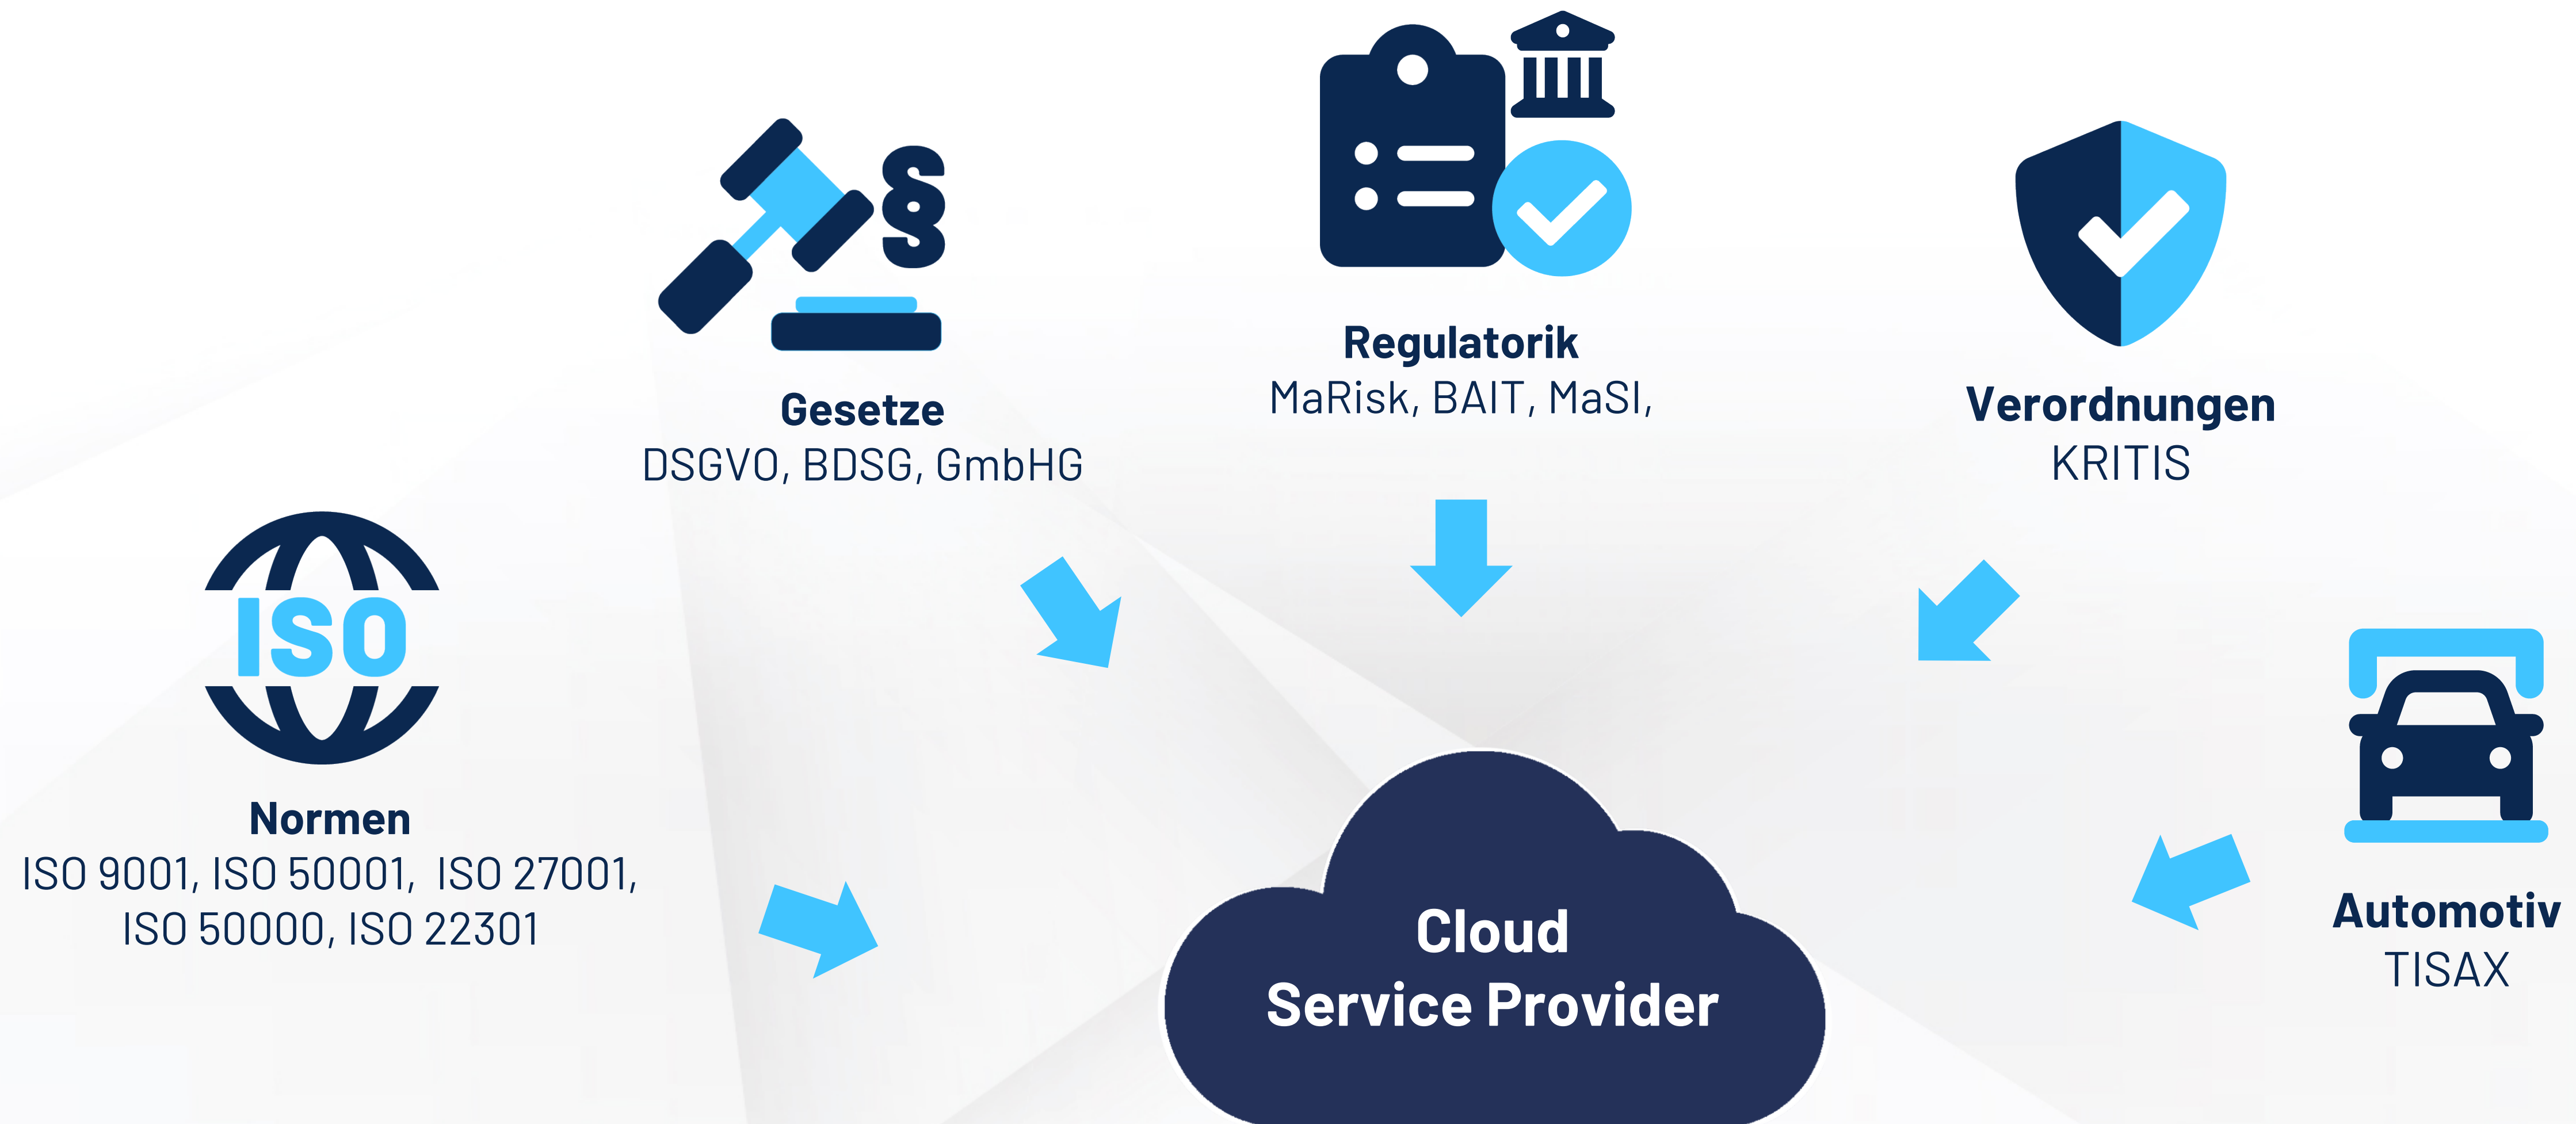 ISO
Normen
ISO 9001, ISO 50001, ISO 27001,
ISO 50000, ISO 22301
§
Gesetze
DSGVO, BDSG, GmbHG
Regulatorik
MaRisk, BAIT, MaSI,
Verordnungen
KRITIS
Automotiv
TISAX
Cloud
Service Provider